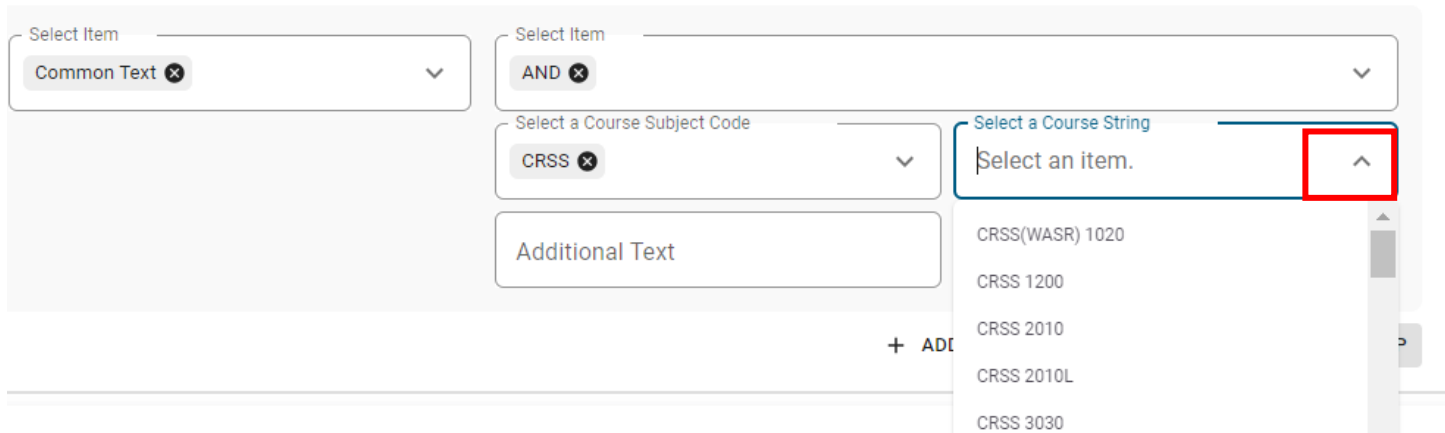 Select Item
Common Text
Select Item
AND
Select a Course Subject Code
CRSS
Select a Course String
Select an item.
Additional Text
CRSS(WASR) 1020
CRSS 1200
CRSS 2010
CRSS 2010L
CRSS 3030
+